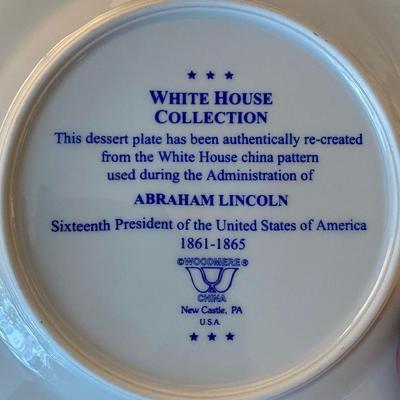 ★ ★ ★
WHITE HOUSE
COLLECTION
This dessert plate has been authentically re-created
from the White House china pattern
used during the Administration of
ABRAHAM LINCOLN
Sixteenth President of the United States of America
1861-1865
©WOODMERE®
CHINA
New Castle, PA
U.S.A.
★ ★ ★